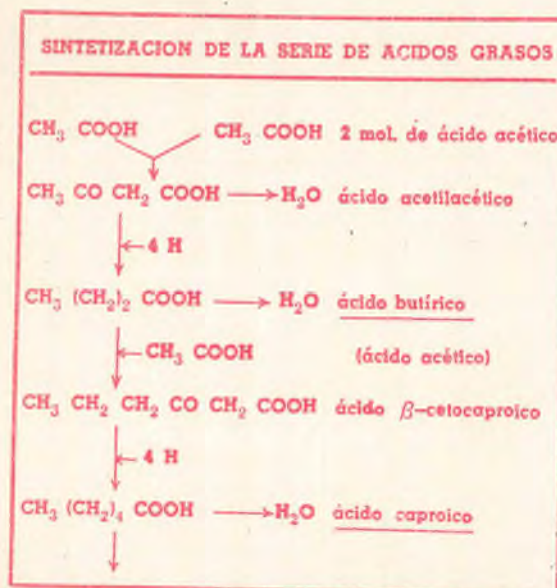 SINTETIZACION DE LA SERIE DE ACIDOS GRASOS
CH₃ COOH CH₃ COOH 2 mol. de ácido acético
CH₃ CO CH₂ COOH → H₂O ácido acetilacético
4 H
CH₃ (CH₂)₂ COOH → H₂O ácido butírico
CH₃ COOH (ácido acético)
CH₃ CH₂ CH₂ CO CH₂ COOH ácido β-cetocaproico
4 H
CH₃ (CH₂)₄ COOH → H₂O ácido caproico